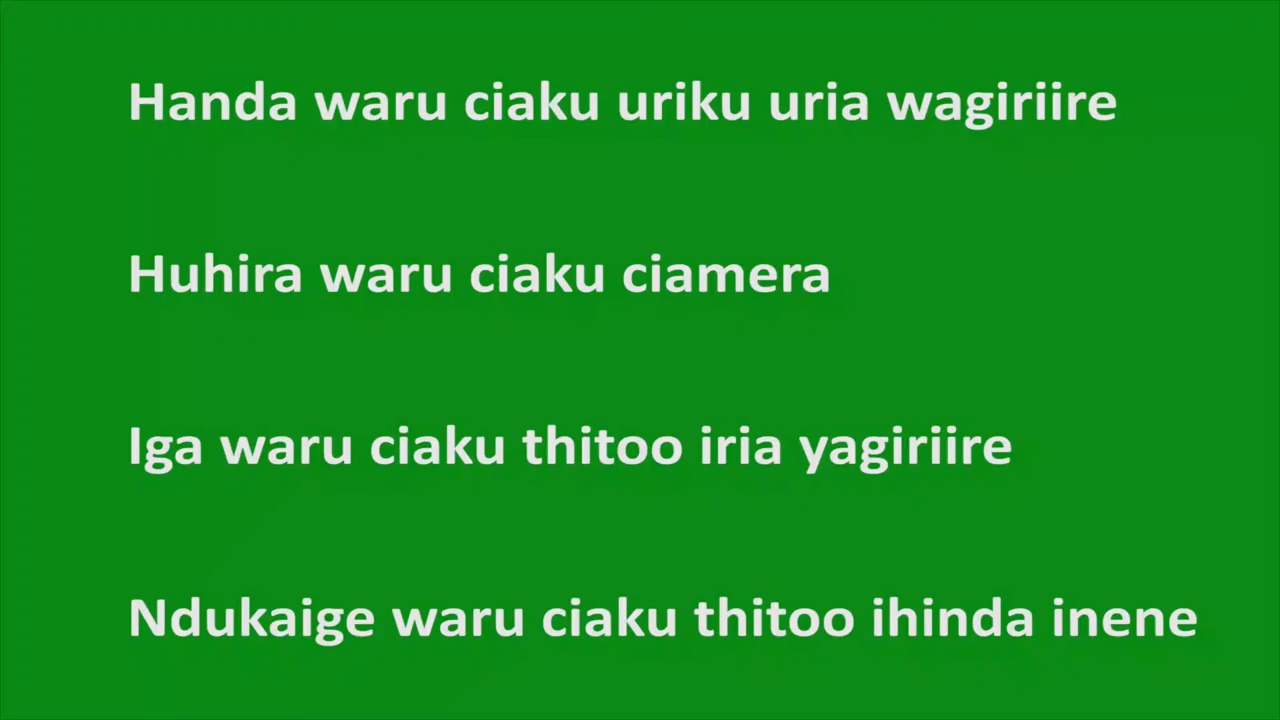 Handa waru ciaku uriku uria wagiriire
Huhira waru ciaku ciamera
Iga waru ciaku thitoo iria yagiriire
Ndukaige waru ciaku thitoo ihinda inene